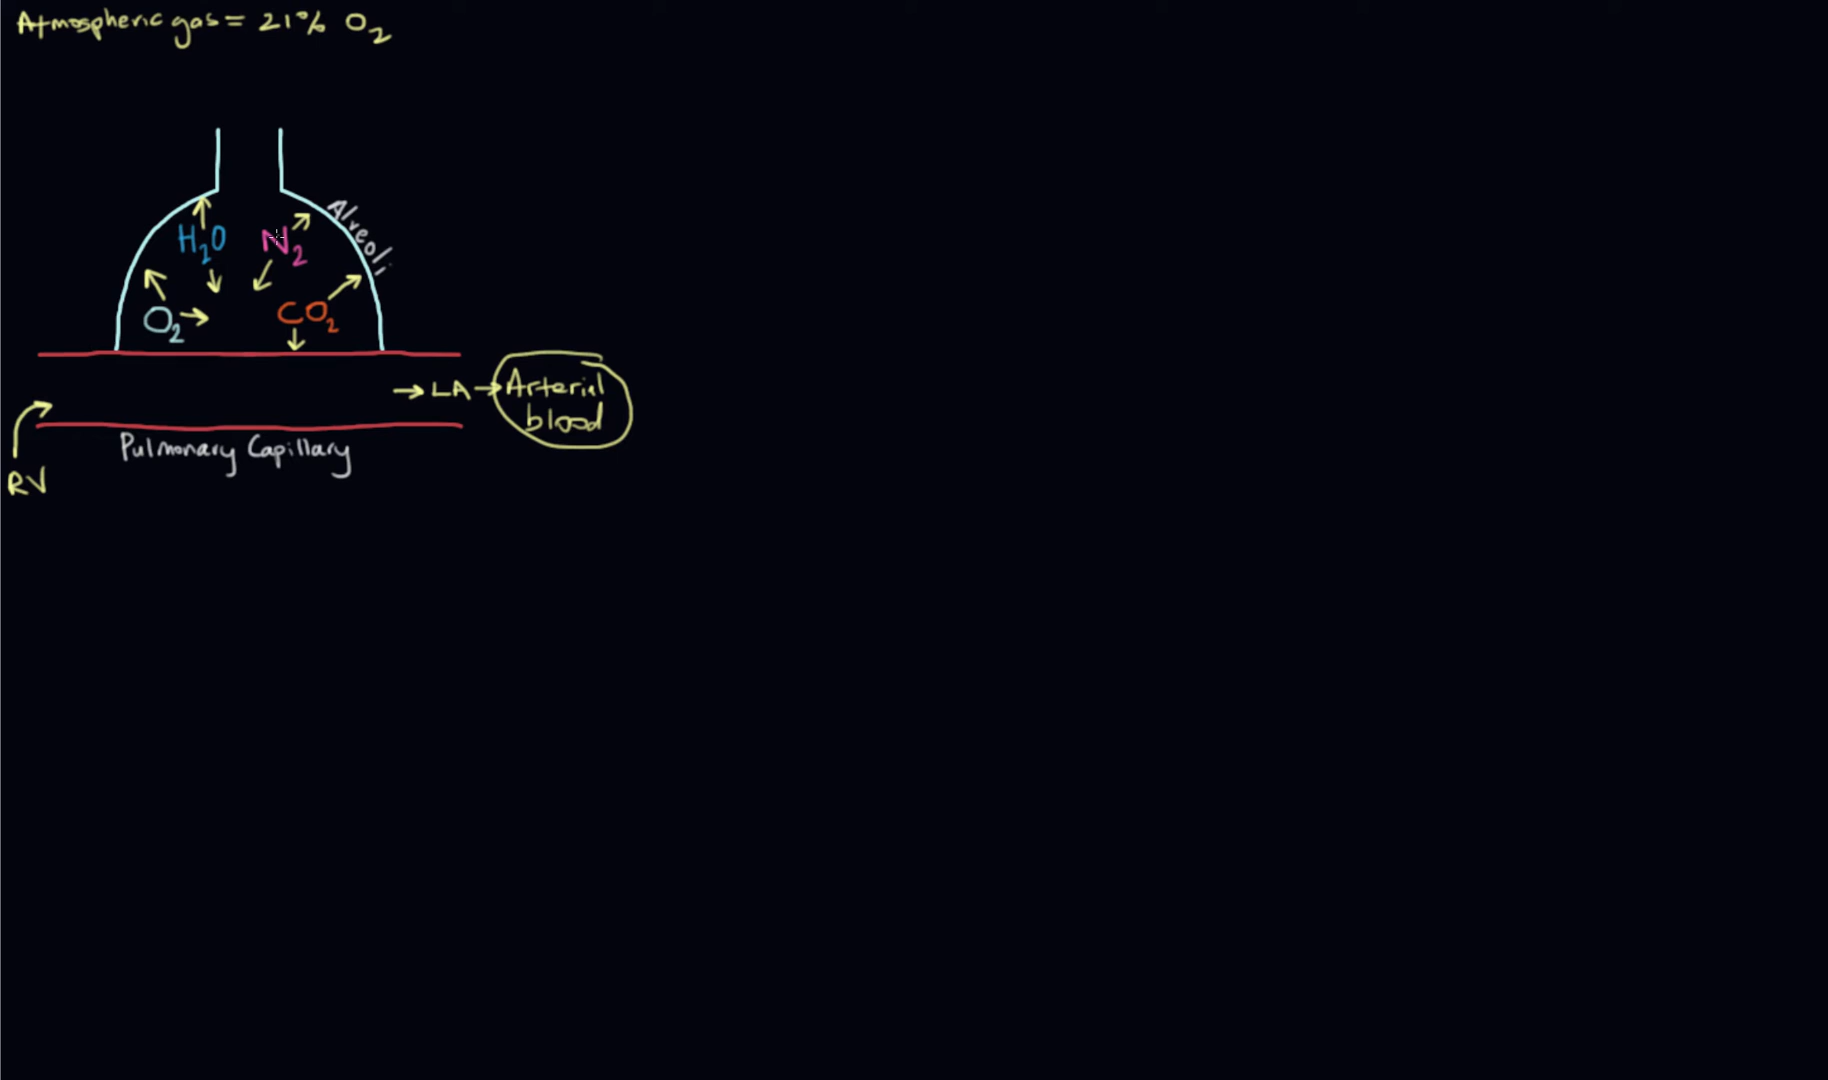 Atmospheric gas = 21% O₂
Alveoli
H₂O
N₂
O₂
CO₂
→ LA → Arterial
blood
Pulmonary Capillary
RV